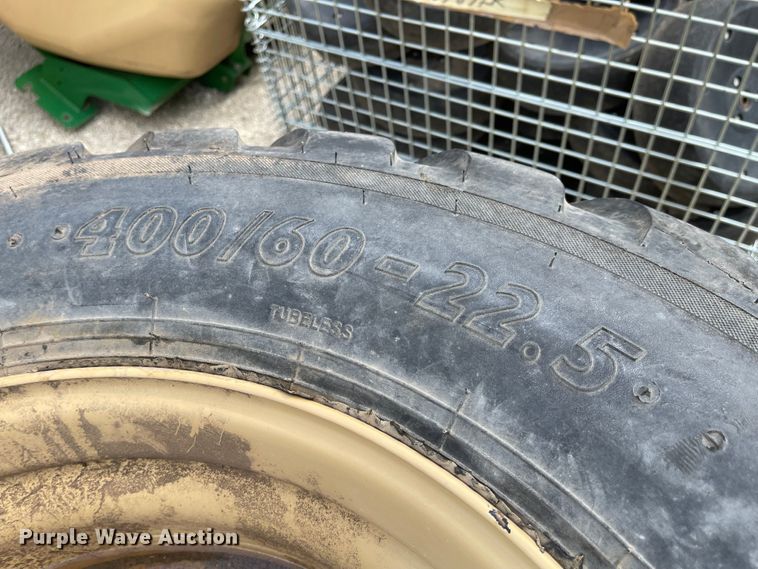 400/60-22.5
TUBELESS
Purple Wave Auction